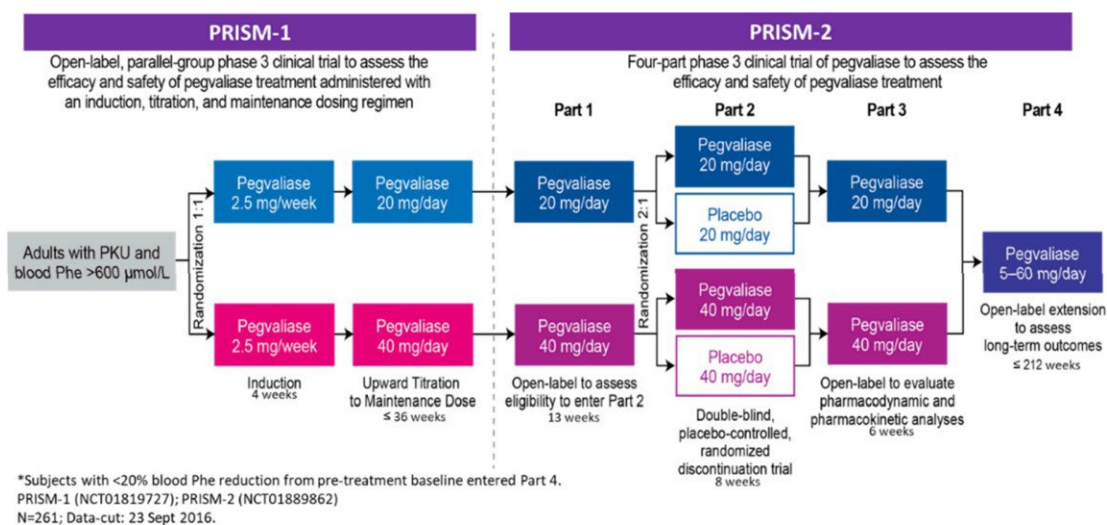 PRISM-1
Open-label, parallel-group phase 3 clinical trial to assess the
efficacy and safety of pegvaliase treatment administered with
an induction, titration, and maintenance dosing regimen
Adults with PKU and
blood Phe >600 µmol/L
Randomization 1:1
Pegvaliase
2.5 mg/week
Pegvaliase
20 mg/day
Pegvaliase
2.5 mg/week
Pegvaliase
40 mg/day
Induction
4 weeks
Upward Titration
to Maintenance Dose
≤ 36 weeks
PRISM-2
Four-part phase 3 clinical trial of pegvaliase to assess the
efficacy and safety of pegvaliase treatment
Part 1
Part 2
Part 3
Part 4
Pegvaliase
20 mg/day
Randomization 2:1
Pegvaliase
20 mg/day
Placebo
20 mg/day
Pegvaliase
20 mg/day
Pegvaliase
40 mg/day
Pegvaliase
40 mg/day
Placebo
40 mg/day
Pegvaliase
40 mg/day
Pegvaliase
5–60 mg/day
Open-label to assess
eligibility to enter Part 2
13 weeks
Double-blind,
placebo-controlled,
randomized
discontinuation trial
8 weeks
Open-label to evaluate
pharmacodynamic and
pharmacokinetic analyses
6 weeks
Open-label extension
to assess
long-term outcomes
≤ 212 weeks
*Subjects with <20% blood Phe reduction from pre-treatment baseline entered Part 4.
PRISM-1 (NCT01819727); PRISM-2 (NCT01889862)
N=261; Data-cut: 23 Sept 2016.